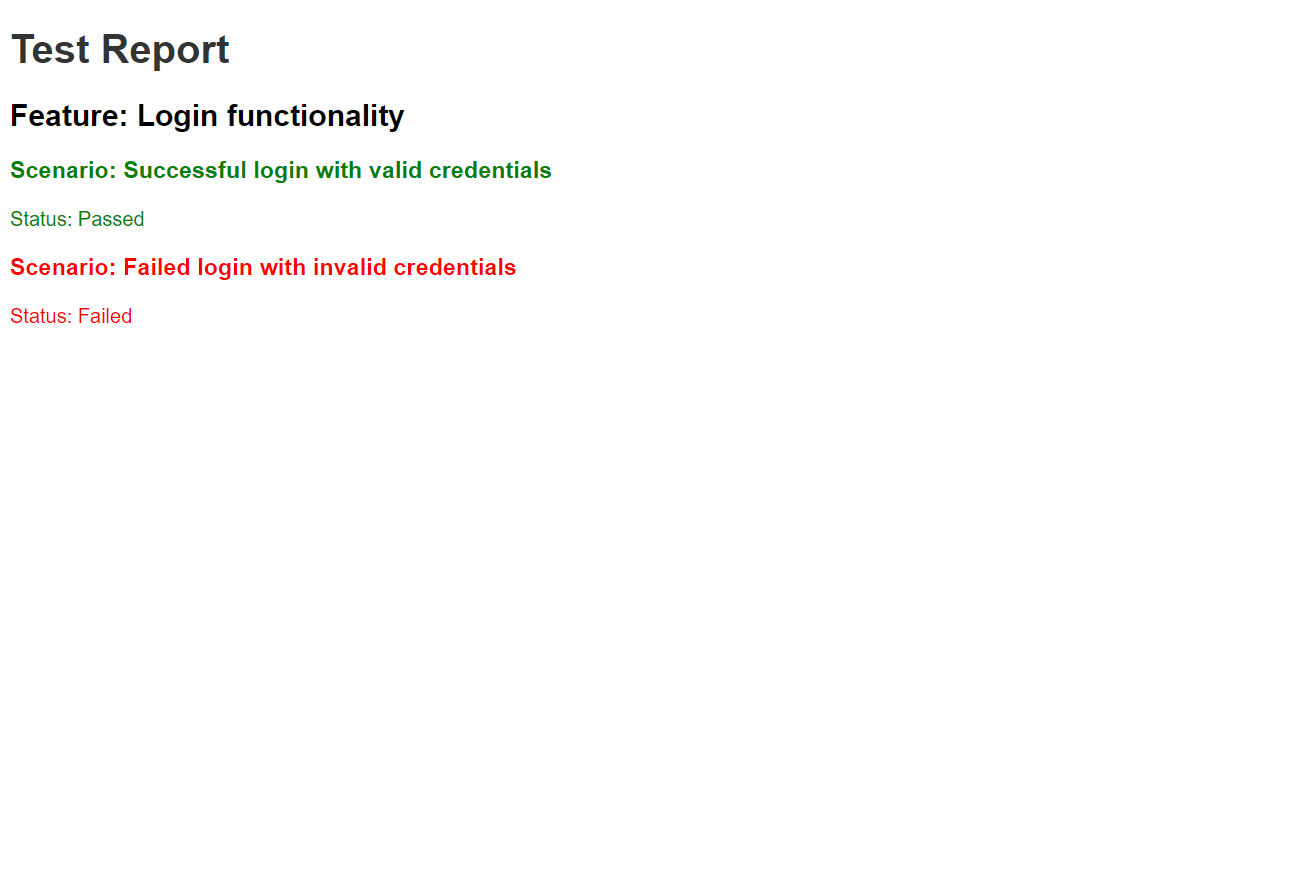 Test Report
Feature: Login functionality
Scenario: Successful login with valid credentials
Status: Passed
Scenario: Failed login with invalid credentials
Status: Failed